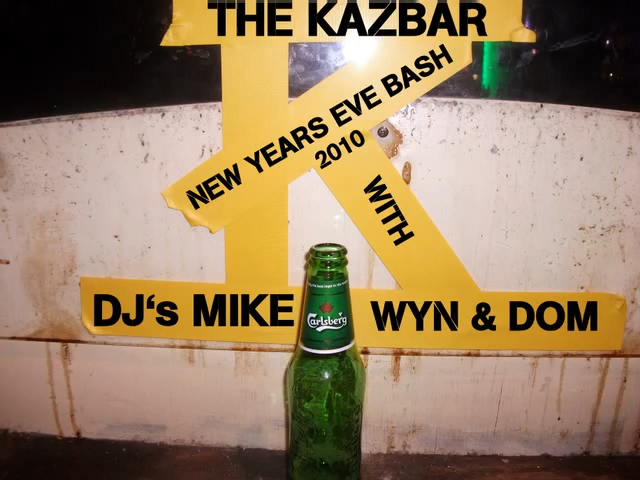 THE KAZBAR
NEW YEARS EVE BASH
2010
WITH
DJ‘s MIKE WYN & DOM
Carlsberg